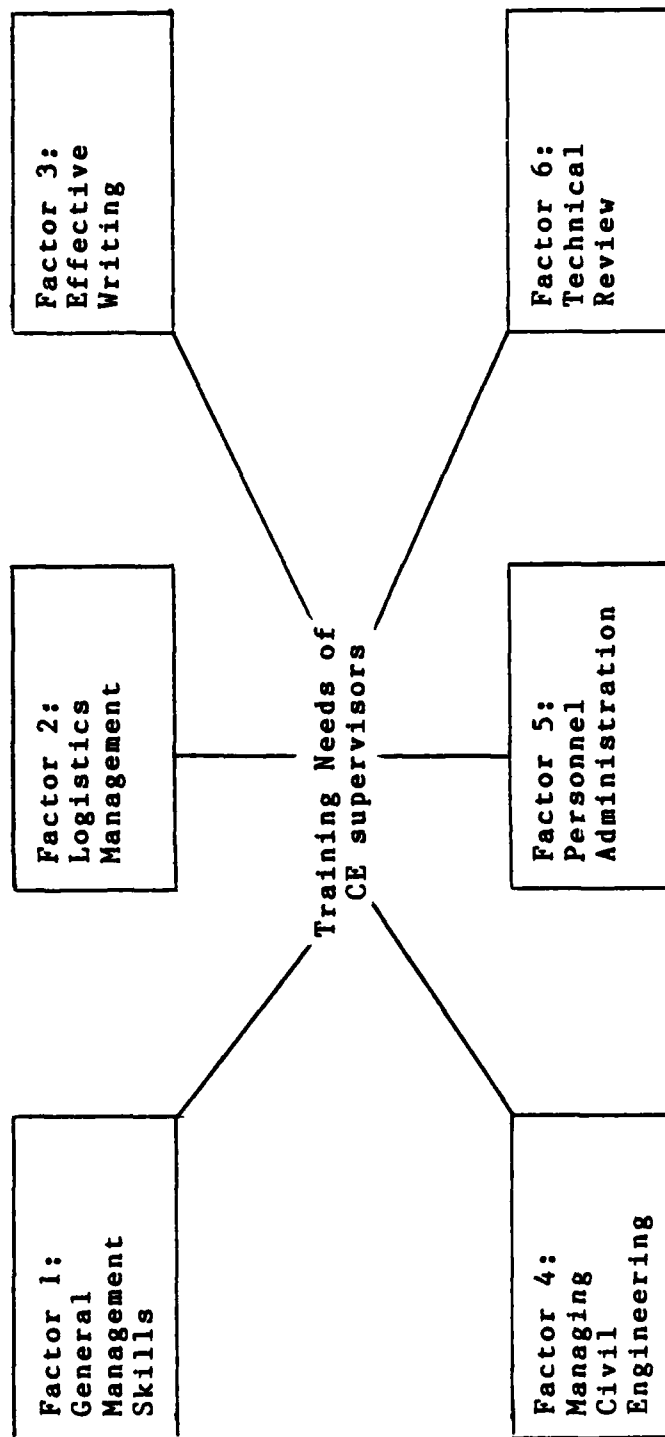 Factor 1:
General
Management
Skills
Factor 2:
Logistics
Management
Factor 3:
Effective
Writing
Training Needs of
CE supervisors
Factor 4:
Managing
Civil
Engineering
Factor 5:
Personnel
Administration
Factor 6:
Technical
Review